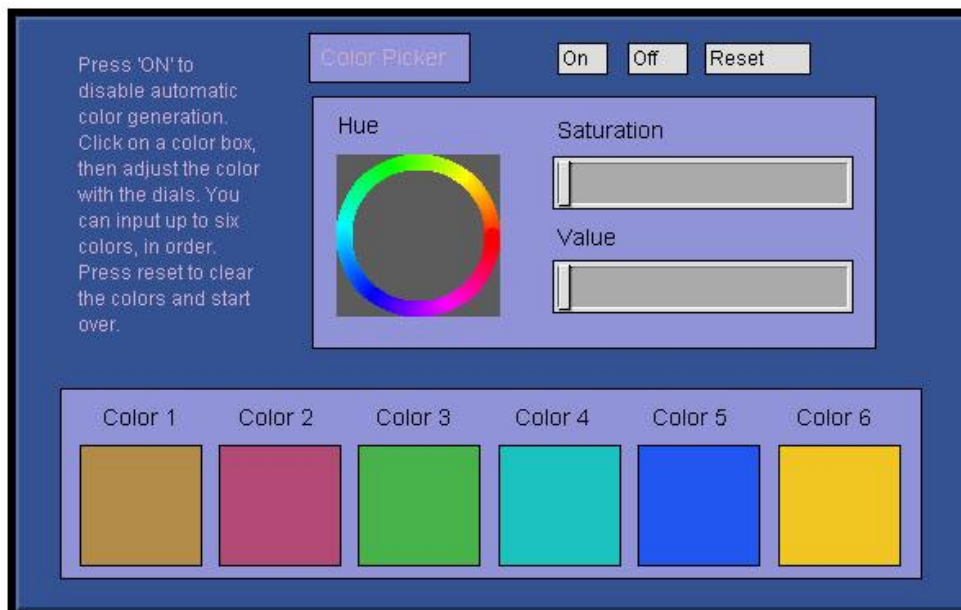 Press 'ON' to
disable automatic
color generation.
Click on a color box,
then adjust the color
with the dials. You
can input up to six
colors, in order.
Press reset to clear
the colors and start
over.
Color Picker
On
Off
Reset
Hue
Saturation
Value
Color 1
Color 2
Color 3
Color 4
Color 5
Color 6